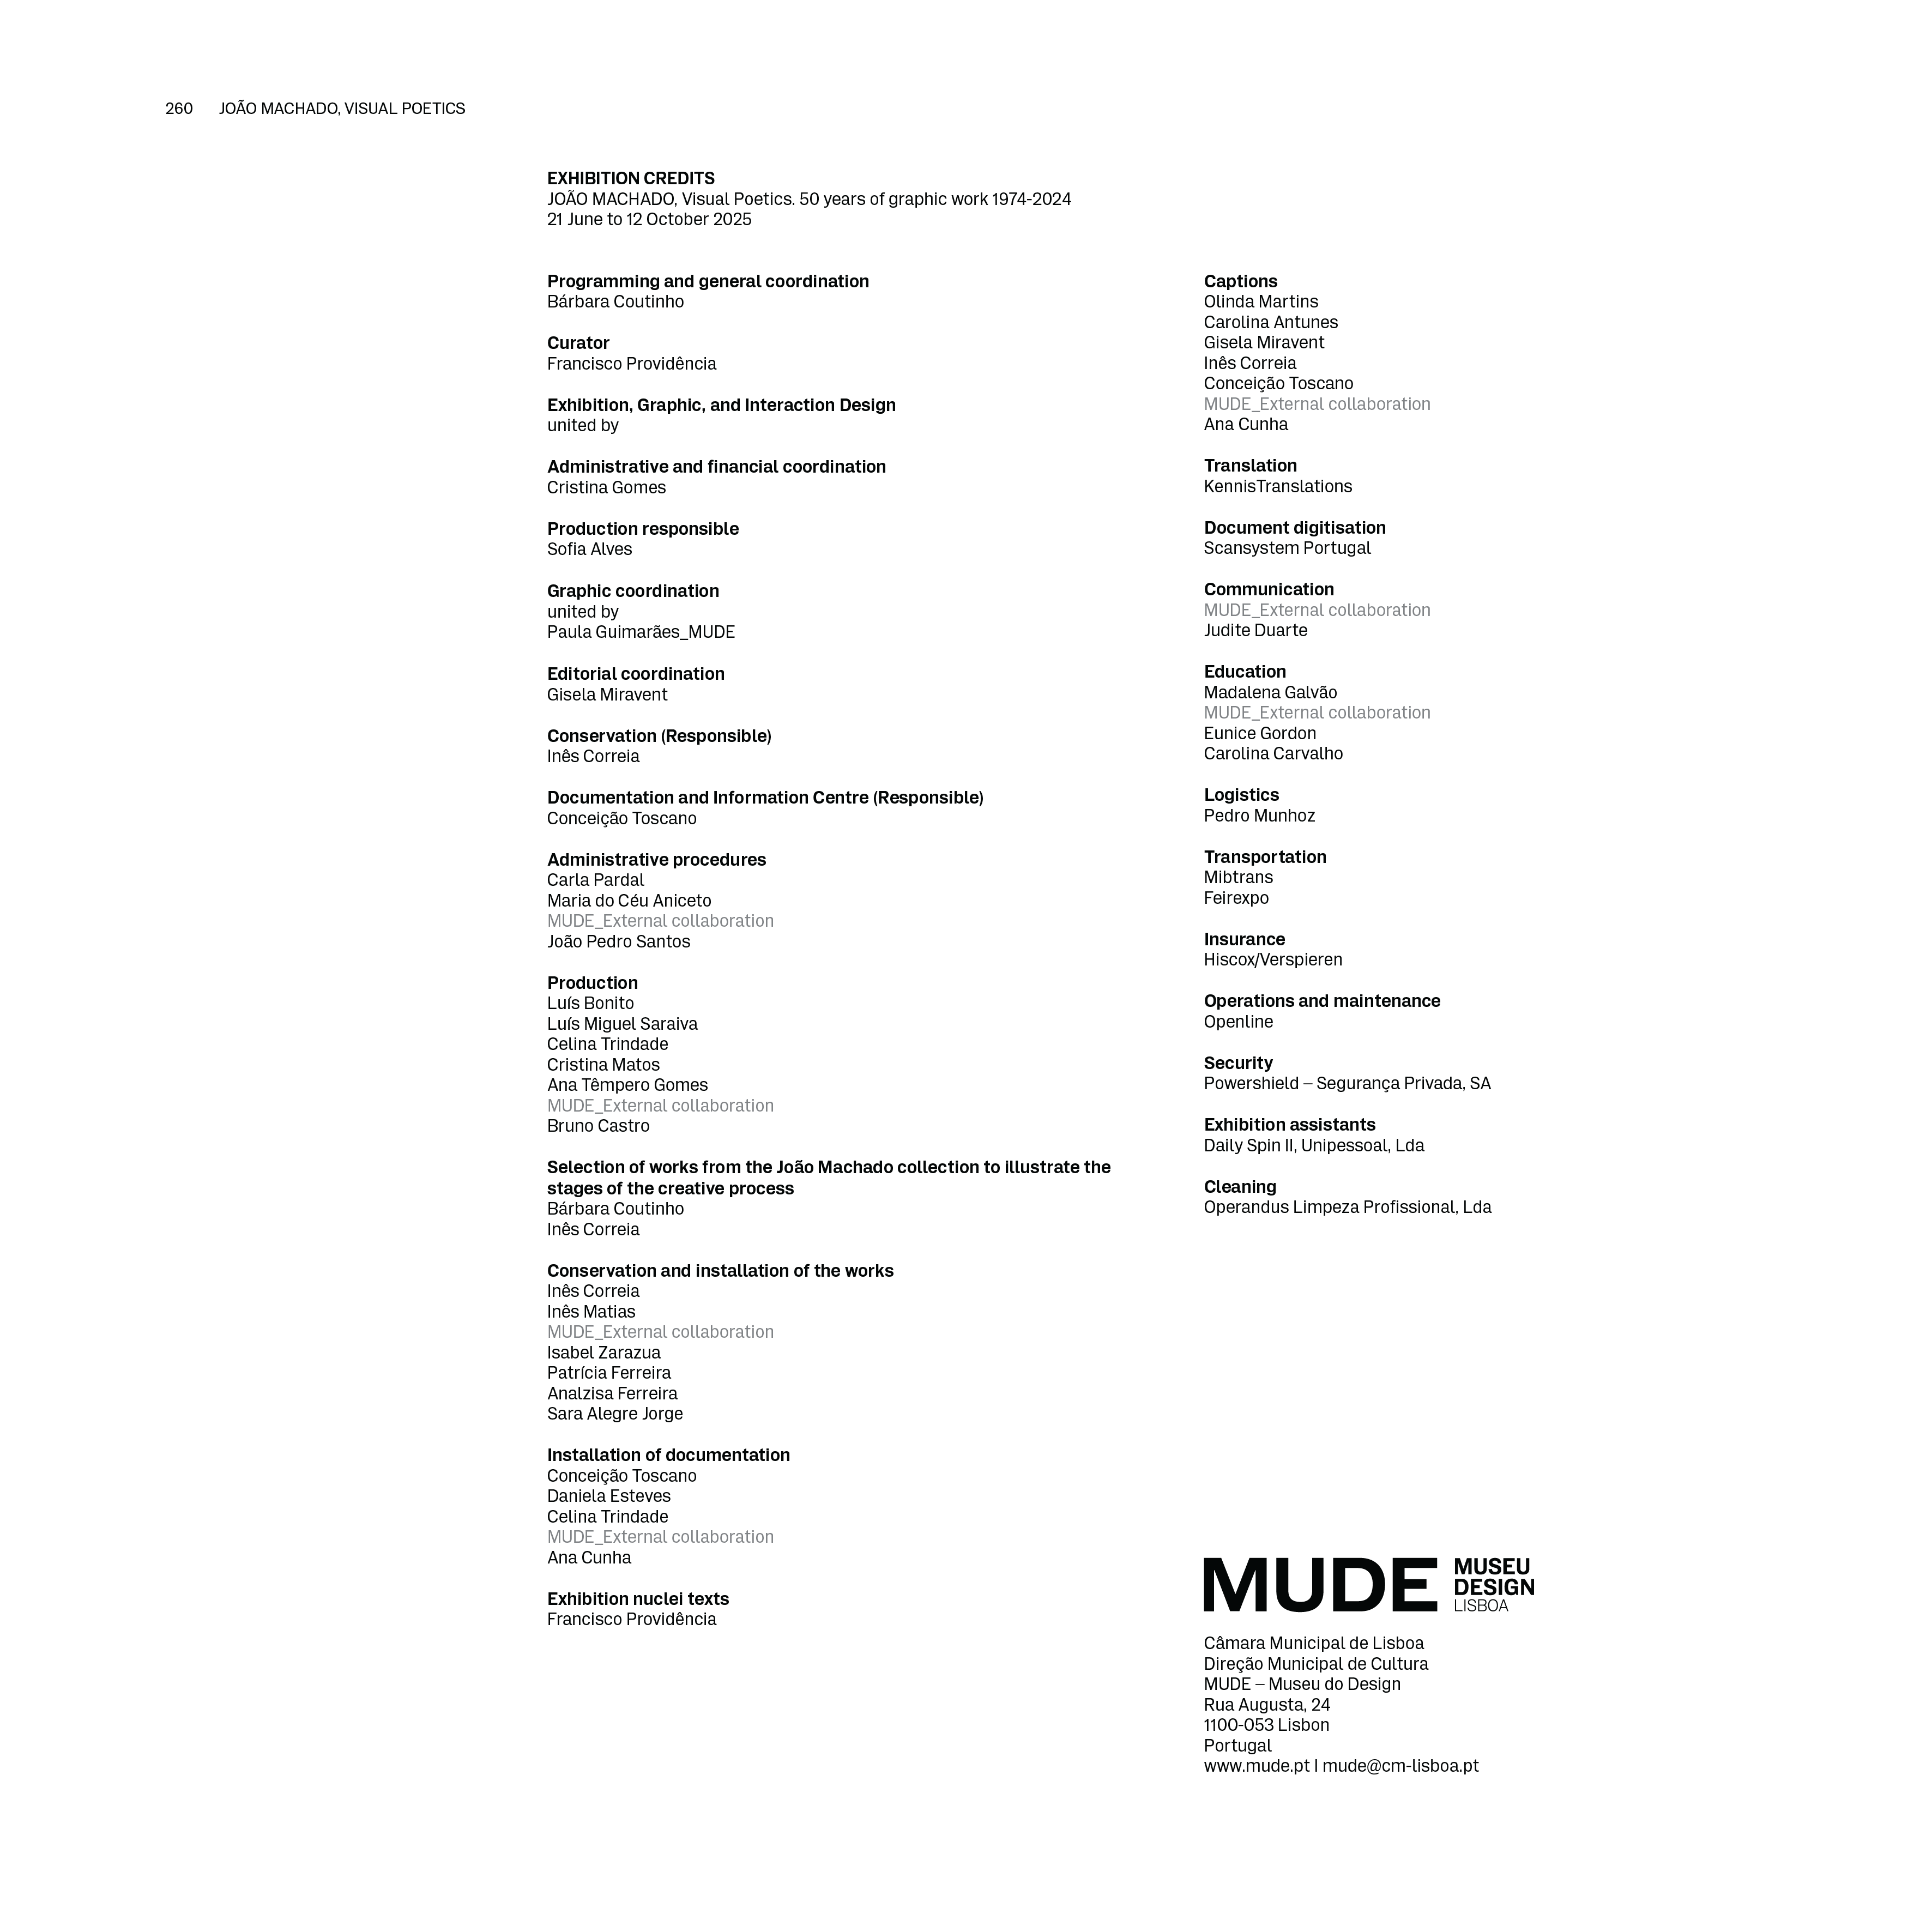 260 JOÃO MACHADO, VISUAL POETICS
EXHIBITION CREDITS
JOÃO MACHADO, Visual Poetics. 50 years of graphic work 1974-2024
21 June to 12 October 2025
Programming and general coordination
Bárbara Coutinho
Curator
Francisco Providência
Exhibition, Graphic, and Interaction Design
united by
Administrative and financial coordination
Cristina Gomes
Production responsible
Sofia Alves
Graphic coordination
united by
Paula Guimarães_MUDE
Editorial coordination
Gisela Miravent
Conservation (Responsible)
Inês Correia
Documentation and Information Centre (Responsible)
Conceição Toscano
Administrative procedures
Carla Pardal
Maria do Céu Aniceto
MUDE_External collaboration
João Pedro Santos
Production
Luís Bonito
Luís Miguel Saraiva
Celina Trindade
Cristina Matos
Ana Têmpero Gomes
MUDE_External collaboration
Bruno Castro
Selection of works from the João Machado collection to illustrate the
stages of the creative process
Bárbara Coutinho
Inês Correia
Conservation and installation of the works
Inês Correia
Inês Matias
MUDE_External collaboration
Isabel Zarazua
Patrícia Ferreira
Analzisa Ferreira
Sara Alegre Jorge
Installation of documentation
Conceição Toscano
Daniela Esteves
Celina Trindade
MUDE_External collaboration
Ana Cunha
Exhibition nuclei texts
Francisco Providência
Captions
Olinda Martins
Carolina Antunes
Gisela Miravent
Inês Correia
Conceição Toscano
MUDE_External collaboration
Ana Cunha
Translation
KennisTranslations
Document digitisation
Scansystem Portugal
Communication
MUDE_External collaboration
Judite Duarte
Education
Madalena Galvão
MUDE_External collaboration
Eunice Gordon
Carolina Carvalho
Logistics
Pedro Munhoz
Transportation
Mibtrans
Feirexpo
Insurance
Hiscox/Verspieren
Operations and maintenance
Openline
Security
Powershield – Segurança Privada, SA
Exhibition assistants
Daily Spin II, Unipessoal, Lda
Cleaning
Operandus Limpeza Profissional, Lda
MUDE
MUSEU
DESIGN
LISBOA
Câmara Municipal de Lisboa
Direção Municipal de Cultura
MUDE – Museu do Design
Rua Augusta, 24
1100-053 Lisbon
Portugal
www.mude.pt I mude@cm-lisboa.pt